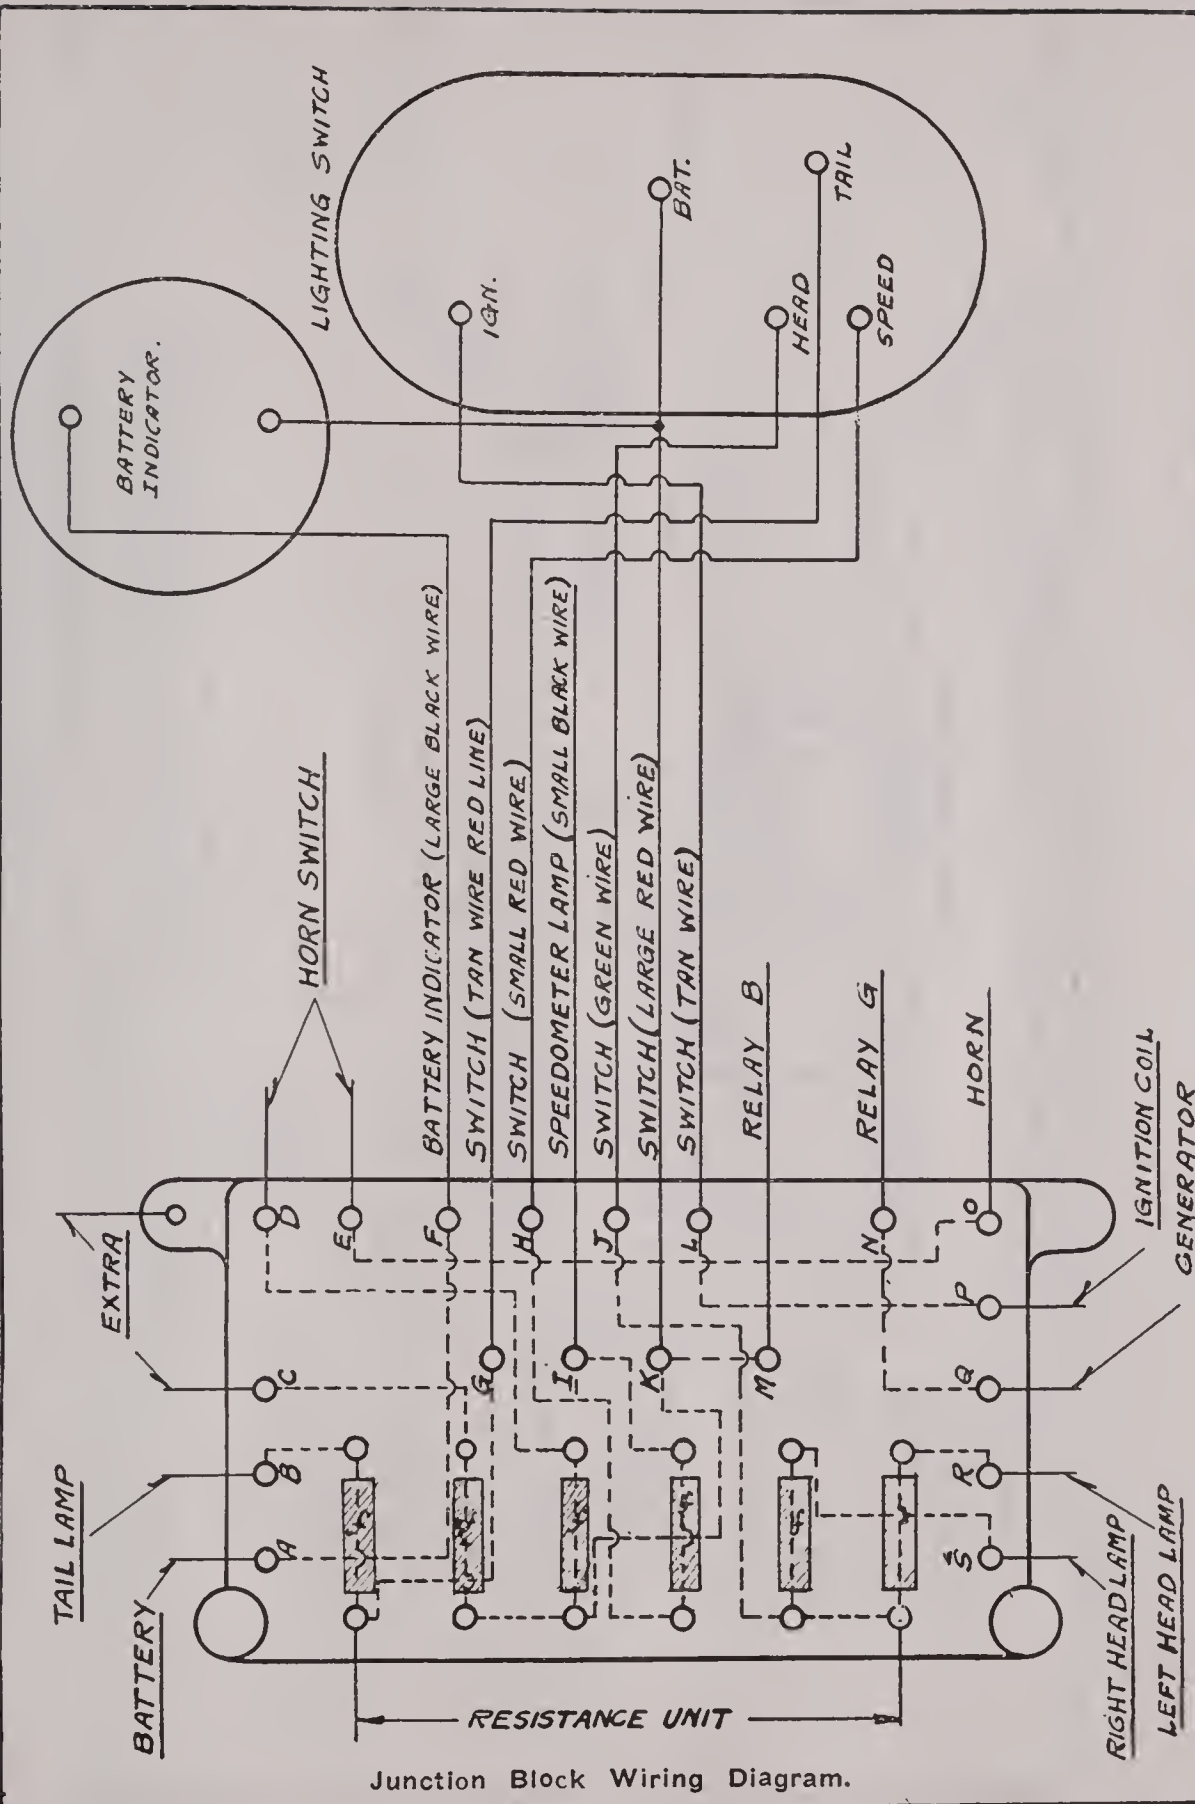 LIGHTING SWITCH
BATTERY
INDICATOR.
IGN.
BAT.
HEAD
TAIL
SPEED
HORN SWITCH
BATTERY INDICATOR (LARGE BLACK WIRE)
SWITCH (TAN WIRE RED LINE)
SWITCH (SMALL RED WIRE)
SPEEDOMETER LAMP (SMALL BLACK WIRE)
SWITCH (GREEN WIRE)
SWITCH (LARGE RED WIRE)
SWITCH (TAN WIRE)
RELAY B
RELAY G
HORN
IGNITION COIL
GENERATOR
EXTRA
D
E
F
H
J
L
N
O
P
C
G
I
K
M
Q
TAIL LAMP
B
R
A
S
BATTERY
RIGHT HEAD LAMP
LEFT HEAD LAMP
RESISTANCE UNIT
Junction Block Wiring Diagram.